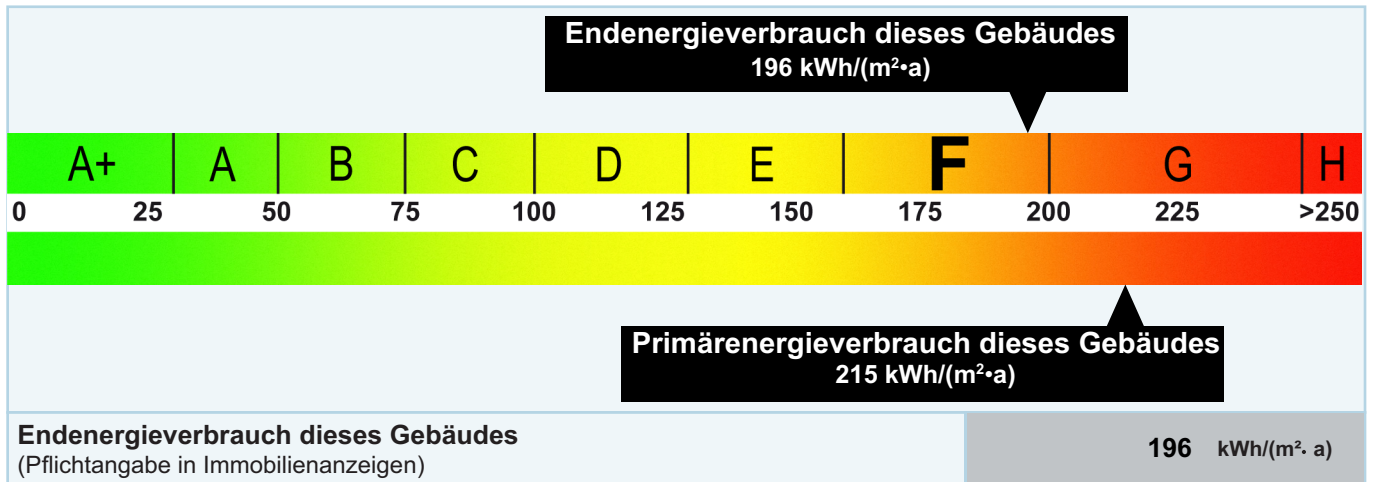 Endenergieverbrauch dieses Gebäudes
196 kWh/(m²•a)
A+ A B C D E F G H
0 25 50 75 100 125 150 175 200 225 >250
Primärenergieverbrauch dieses Gebäudes
215 kWh/(m²•a)
Endenergieverbrauch dieses Gebäudes
(Pflichtangabe in Immobilienanzeigen)
196 kWh/(m²· a)